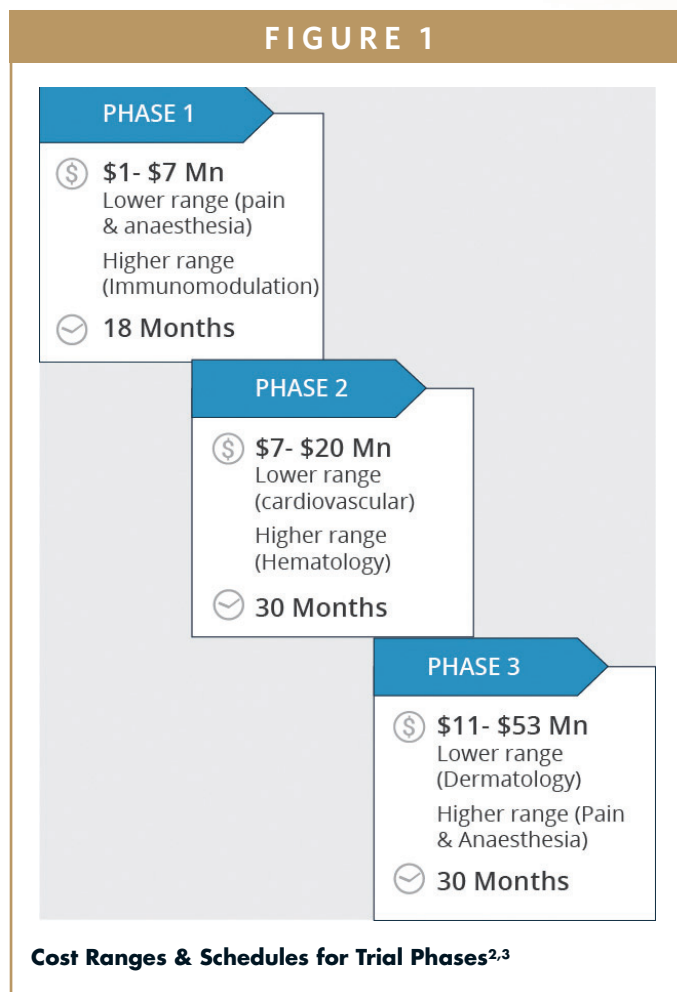 FIGURE 1
PHASE 1
$1- $7 Mn
Lower range (pain
& anaesthesia)
Higher range
(Immunomodulation)
18 Months
PHASE 2
$7- $20 Mn
Lower range
(cardiovascular)
Higher range
(Hematology)
30 Months
PHASE 3
$11- $53 Mn
Lower range
(Dermatology)
Higher range (Pain
& Anaesthesia)
30 Months
Cost Ranges & Schedules for Trial Phases2,3